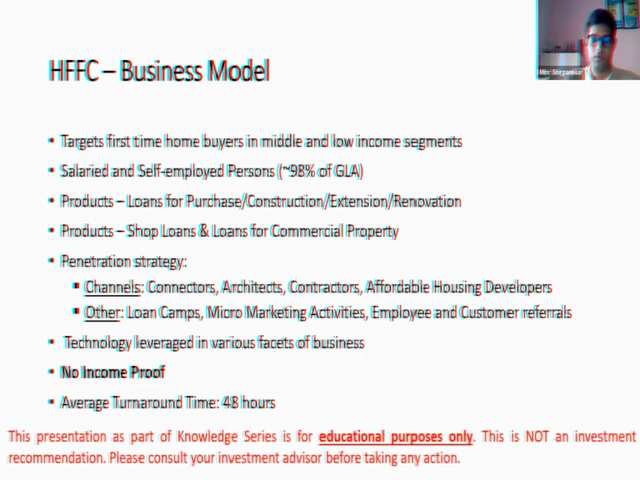 HFFC – Business Model
• Targets first time home buyers in middle and low income segments
• Salaried and Self-employed Persons (~98% of GLA)
• Products – Loans for Purchase/Construction/Extension/Renovation
• Products – Shop Loans & Loans for Commercial Property
• Penetration strategy:
▪ Channels: Connectors, Architects, Contractors, Affordable Housing Developers
▪ Other: Loan Camps, Micro Marketing Activities, Employee and Customer referrals
• Technology leveraged in various facets of business
• No Income Proof
• Average Turnaround Time: 48 hours
This presentation as part of Knowledge Series is for educational purposes only. This is NOT an investment
recommendation. Please consult your investment advisor before taking any action.